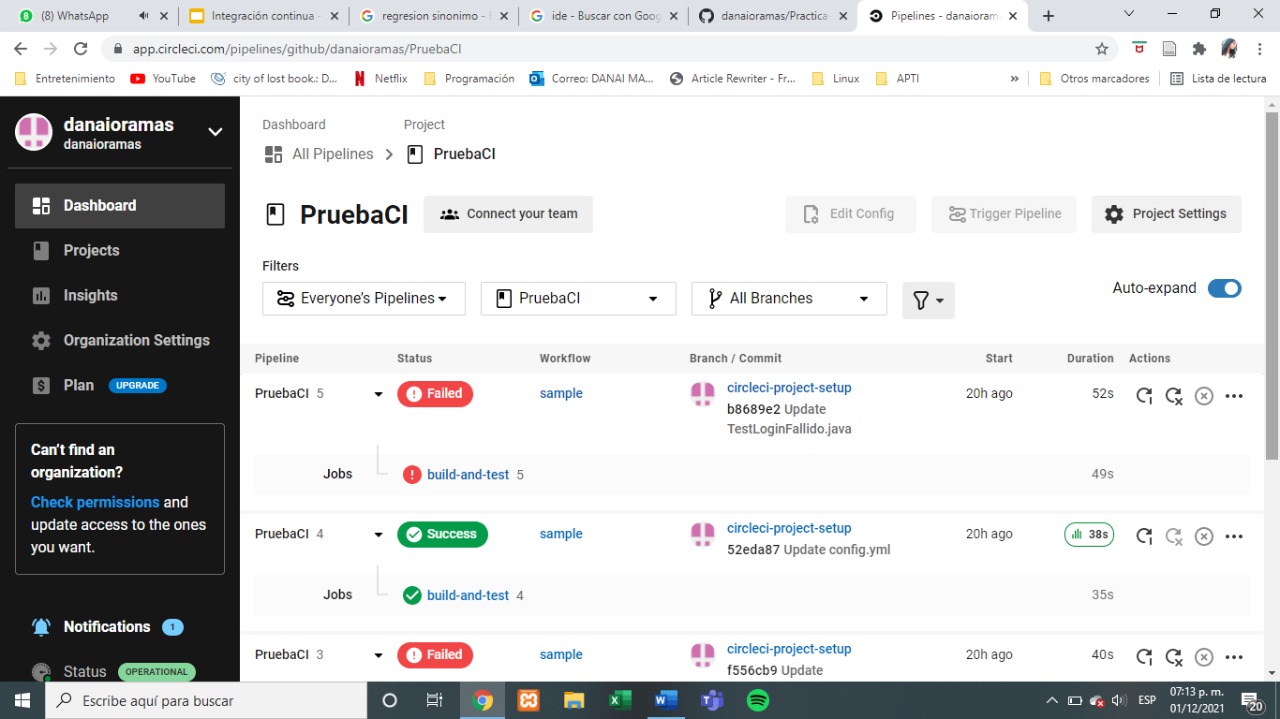 (8) WhatsApp
Integración continua -
regresion sinonimo -
ide - Buscar con Goog
danaioramas/Practica
Pipelines - danaioram
app.circleci.com/pipelines/github/danaioramas/PruebaCI
Entretenimiento
YouTube
city of lost book.: D...
Netflix
Programación
Correo: DANAI MA...
Article Rewriter - Fr...
Linux
APTI
»
Otros marcadores
Lista de lectura
danaioramas
danaioramas
Dashboard
Projects
Insights
Organization Settings
Plan UPGRADE
Can't find an
organization?
Check permissions and
update access to the ones
you want.
Notifications 1
Status OPERATIONAL
Dashboard Project
All Pipelines > PruebaCI
PruebaCI Connect your team Edit Config Trigger Pipeline Project Settings
Filters
Everyone's Pipelines PruebaCI All Branches Auto-expand
Pipeline Status Workflow Branch / Commit Start Duration Actions
PruebaCI 5 Failed sample circleci-project-setup 20h ago 52s
b8689e2 Update
TestLoginFallido.java
Jobs build-and-test 5 49s
PruebaCI 4 Success sample circleci-project-setup 20h ago 38s
52eda87 Update config.yml
Jobs build-and-test 4 35s
PruebaCI 3 Failed sample circleci-project-setup 20h ago 40s
f556cb9 Update
Escribe aquí para buscar
ESP
07:13 p. m.
01/12/2021
20